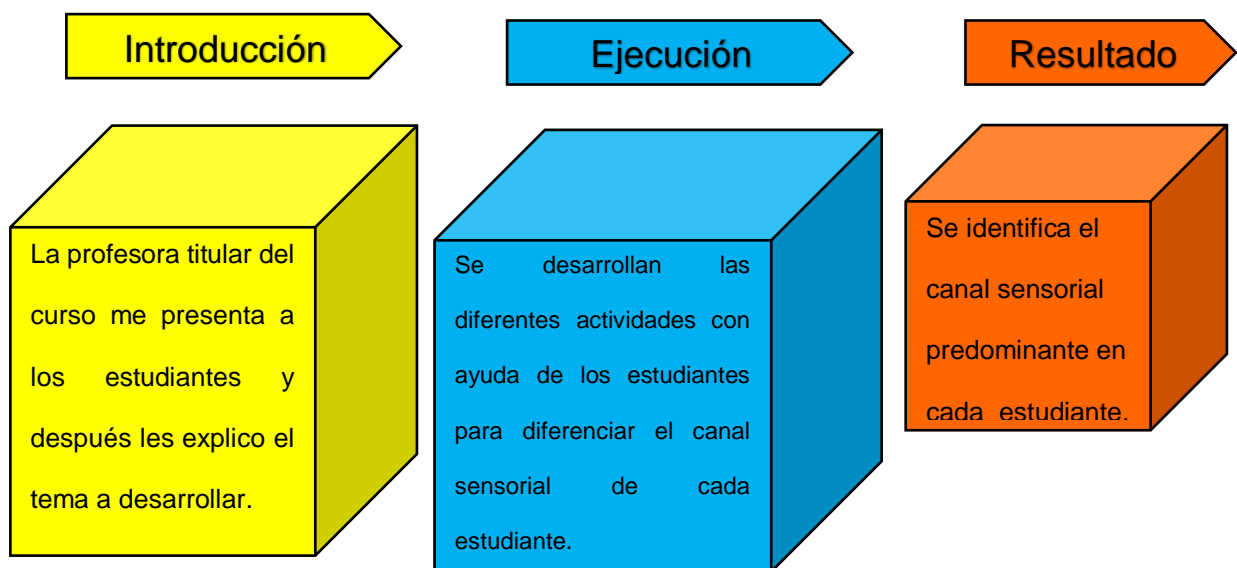 Introducción
Ejecución
Resultado
La profesora titular del
curso me presenta a
los estudiantes y
después les explico el
tema a desarrollar.
Se desarrollan las
diferentes actividades con
ayuda de los estudiantes
para diferenciar el canal
sensorial de cada
estudiante.
Se identifica el
canal sensorial
predominante en
cada estudiante.